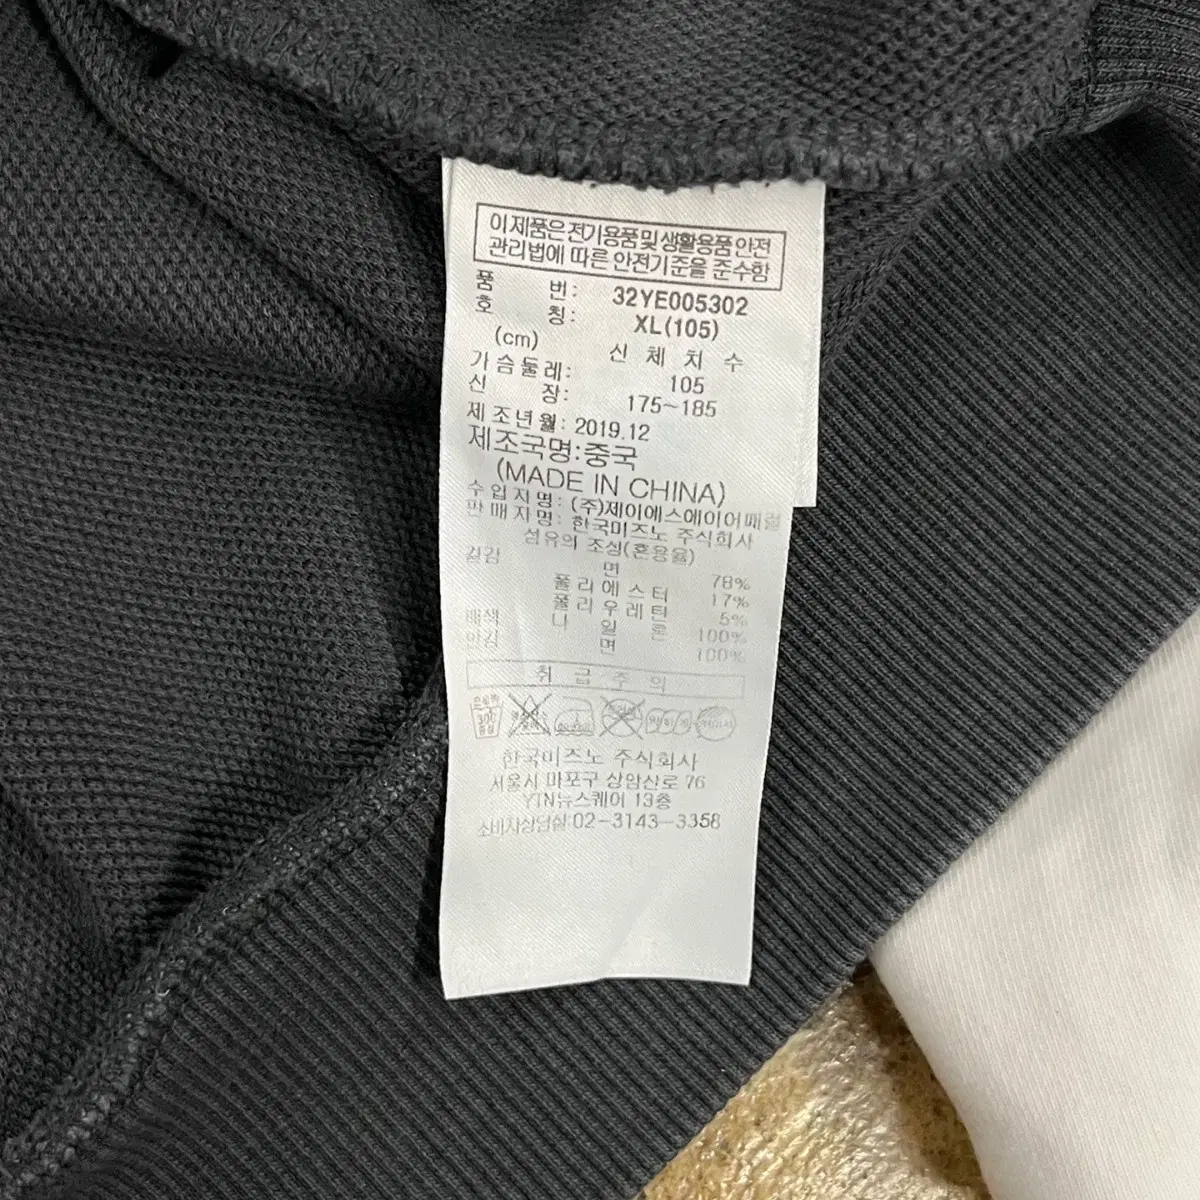 이 제품은 전기용품 및 생활용품 안전
관리법에 따른 안전기준을 준수함
품 번: 32YE005302
호 칭: XL(105)
(cm) 신 체 치 수
가슴둘레: 105
신 장: 175~185
제조년월: 2019.12
제조국명:중국
(MADE IN CHINA)
수입자명: (주)제이에스에이어패럴
판매자명: 한국미즈노 주식회사
섬유의 조성(혼용율)
겉감 면 78%
폴리에스터 17%
폴리우레탄 5%
배색 나 일 론 100%
안감 면 100%
취 급 주 의
30℃
중성
한국미즈노 주식회사
서울시 마포구 상암산로 76
YTN뉴스퀘어 13층
소비자상담실:02-3143-3358